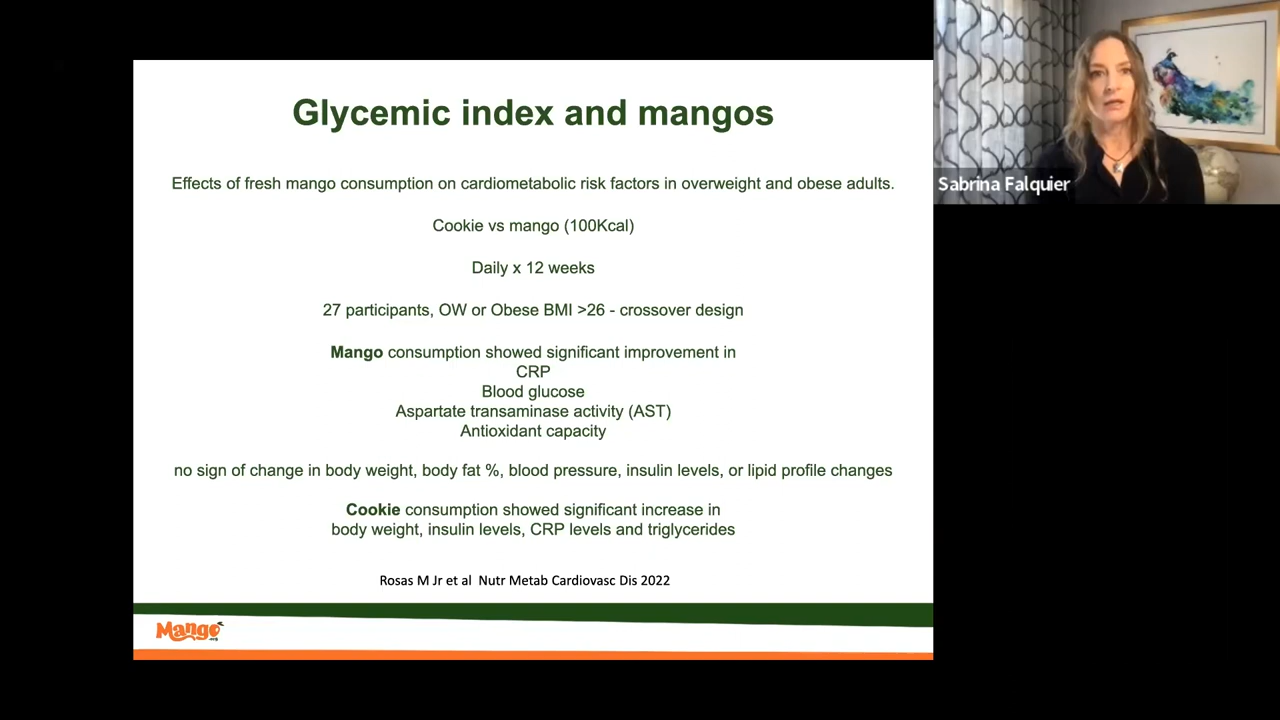 Glycemic index and mangos
Effects of fresh mango consumption on cardiometabolic risk factors in overweight and obese adults.
Cookie vs mango (100Kcal)
Daily x 12 weeks
27 participants, OW or Obese BMI >26 - crossover design
Mango consumption showed significant improvement in
CRP
Blood glucose
Aspartate transaminase activity (AST)
Antioxidant capacity
no sign of change in body weight, body fat %, blood pressure, insulin levels, or lipid profile changes
Cookie consumption showed significant increase in
body weight, insulin levels, CRP levels and triglycerides
Rosas M Jr et al Nutr Metab Cardiovasc Dis 2022
Mango
.org
Sabrina Falquier